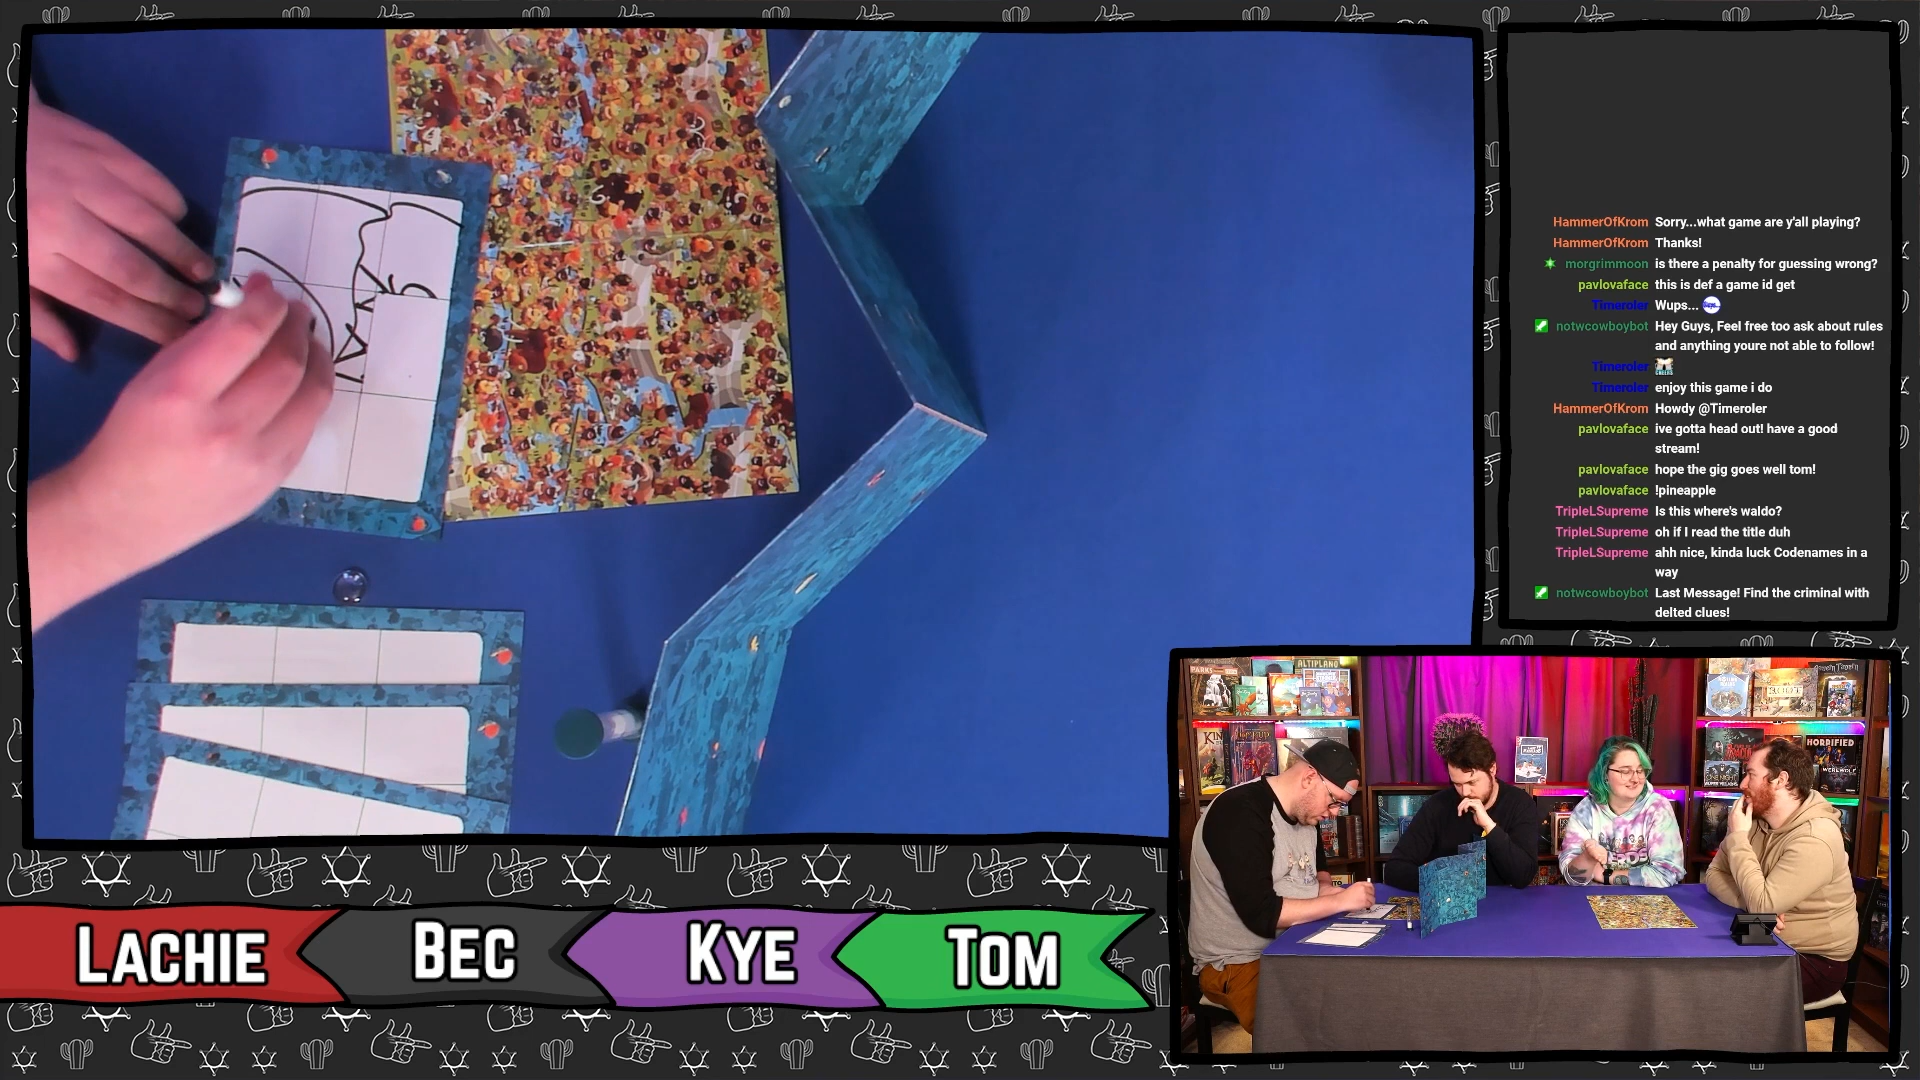 HammerOfKrom Sorry...what game are y'all playing?
HammerOfKrom Thanks!
morgrimmoon is there a penalty for guessing wrong?
pavlovaface this is def a game id get
Timeroler Wups...
notwcowboybot Hey Guys, Feel free too ask about rules
and anything youre not able to follow!
Timeroler
Timeroler enjoy this game i do
HammerOfKrom Howdy @Timeroler
pavlovaface ive gotta head out! have a good
stream!
pavlovaface hope the gig goes well tom!
pavlovaface !pineapple
TripleLSupreme Is this where's waldo?
TripleLSupreme oh if I read the title duh
TripleLSupreme ahh nice, kinda luck Codenames in a
way
notwcowboybot Last Message! Find the criminal with
delted clues!
PARKS
ALTIPLANO
ROOT
HORRIFIED
LACHIE
BEC
KYE
TOM